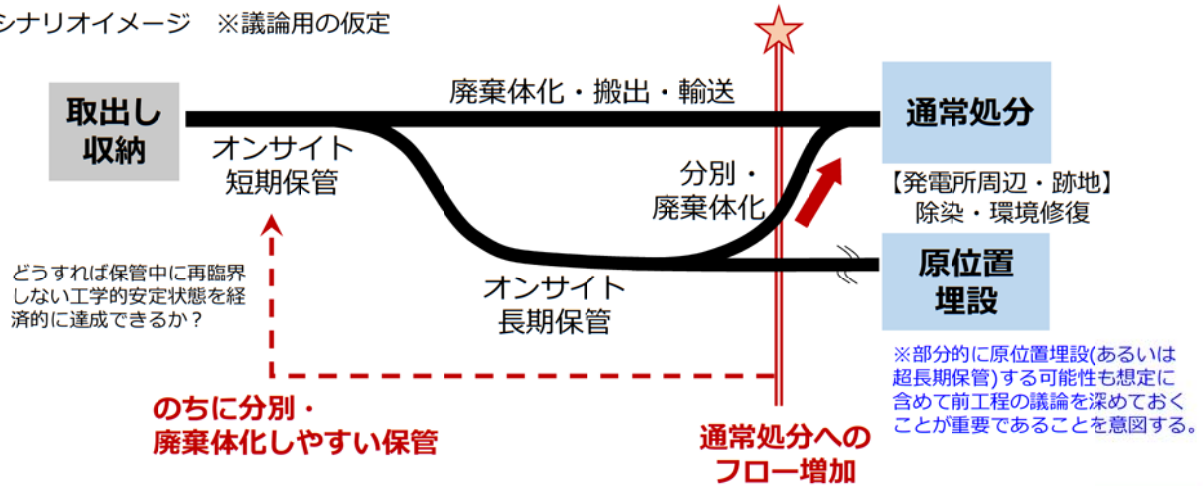 シナリオイメージ　※議論用の仮定
取出し
収納
廃棄体化・搬出・輸送
通常処分
オンサイト
短期保管
分別・
廃棄体化
【発電所周辺・跡地】
除染・環境修復
どうすれば保管中に再臨界
しない工学的安定状態を経
済的に達成できるか？
オンサイト
長期保管
原位置
埋設
※部分的に原位置埋設(あるいは
超長期保管)する可能性も想定に
含めて前工程の議論を深めておく
ことが重要であることを意図する。
のちに分別・
廃棄体化しやすい保管
通常処分への
フロー増加